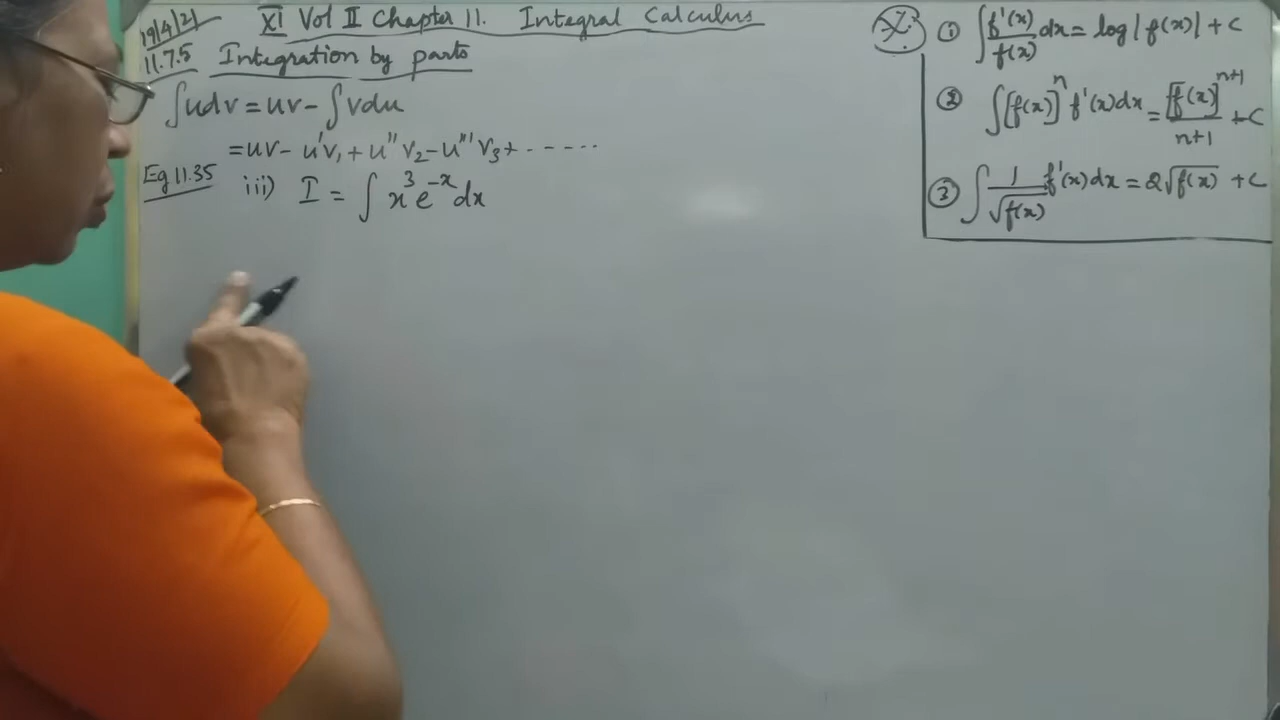 19/4/21 XI Vol II Chapter 11. Integral Calculus
11.7.5 Integration by parts
∫udv = uv - ∫vdu
= uv - u'v₁ + u''v₂ - u'''v₃ + ------
Eg 11.35 iii) I = ∫ x³ e⁻ˣ dx
① ∫ f'(x)/f(x) dx = log |f(x)| + C
② ∫ [f(x)]ⁿ f'(x) dx = [f(x)]ⁿ⁺¹/n+1 + C
③ ∫ 1/√f(x) f'(x) dx = 2√f(x) + C